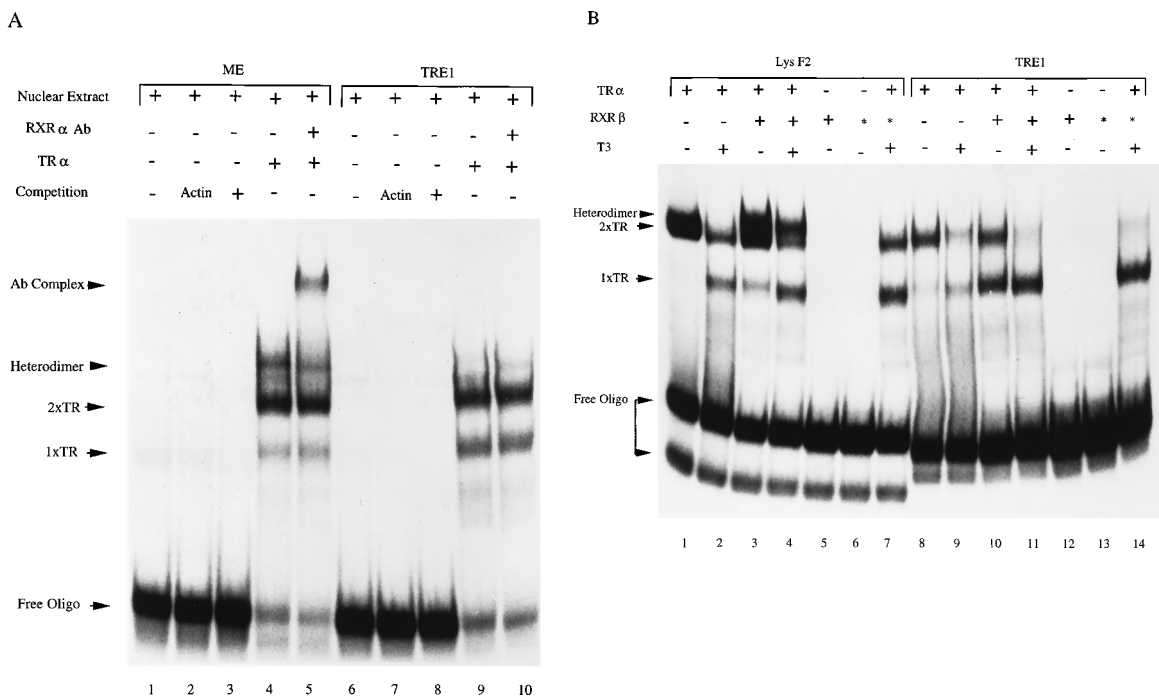 A
ME TRE1
Nuclear Extract + + + + + + + + + +
RXR α Ab - - - - + - - - - +
TR α - - - + + - - - + +
Competition - Actin + - - - Actin + - -
Ab Complex
Heterodimer
2xTR
1xTR
Free Oligo
1 2 3 4 5 6 7 8 9 10
B
Lys F2 TRE1
TR α + + + + - - + + + + + - - +
RXR β - - + + + * * - - + + + * *
T3 - + - + - - + - + - + - - +
Heterodimer
2xTR
1xTR
Free Oligo
1 2 3 4 5 6 7 8 9 10 11 12 13 14